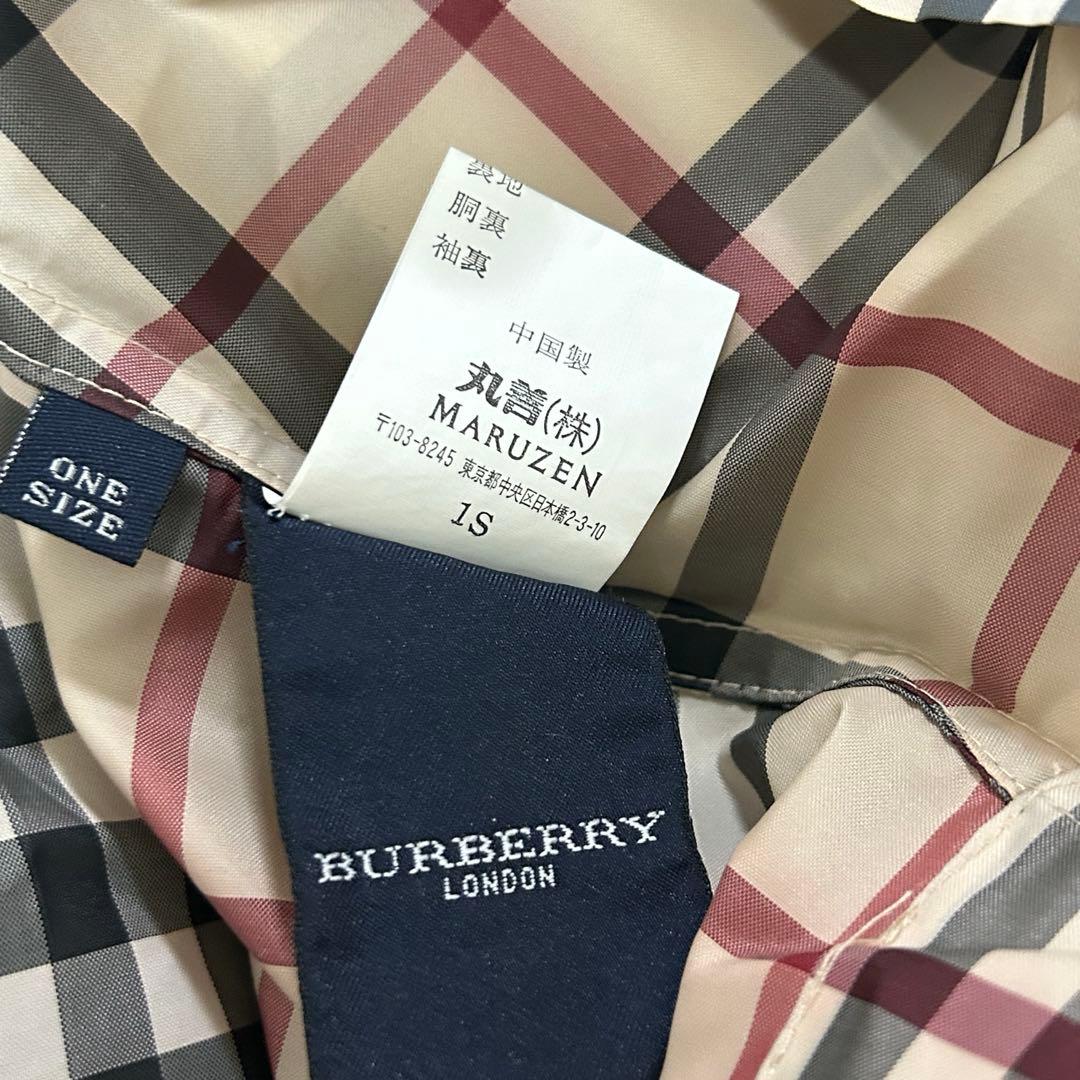 裏地
胴裏
袖裏
中国製
丸善(株)
MARUZEN
〒103-8245 東京都中央区日本橋2-3-10
1S
ONE
SIZE
BURBERRY
LONDON